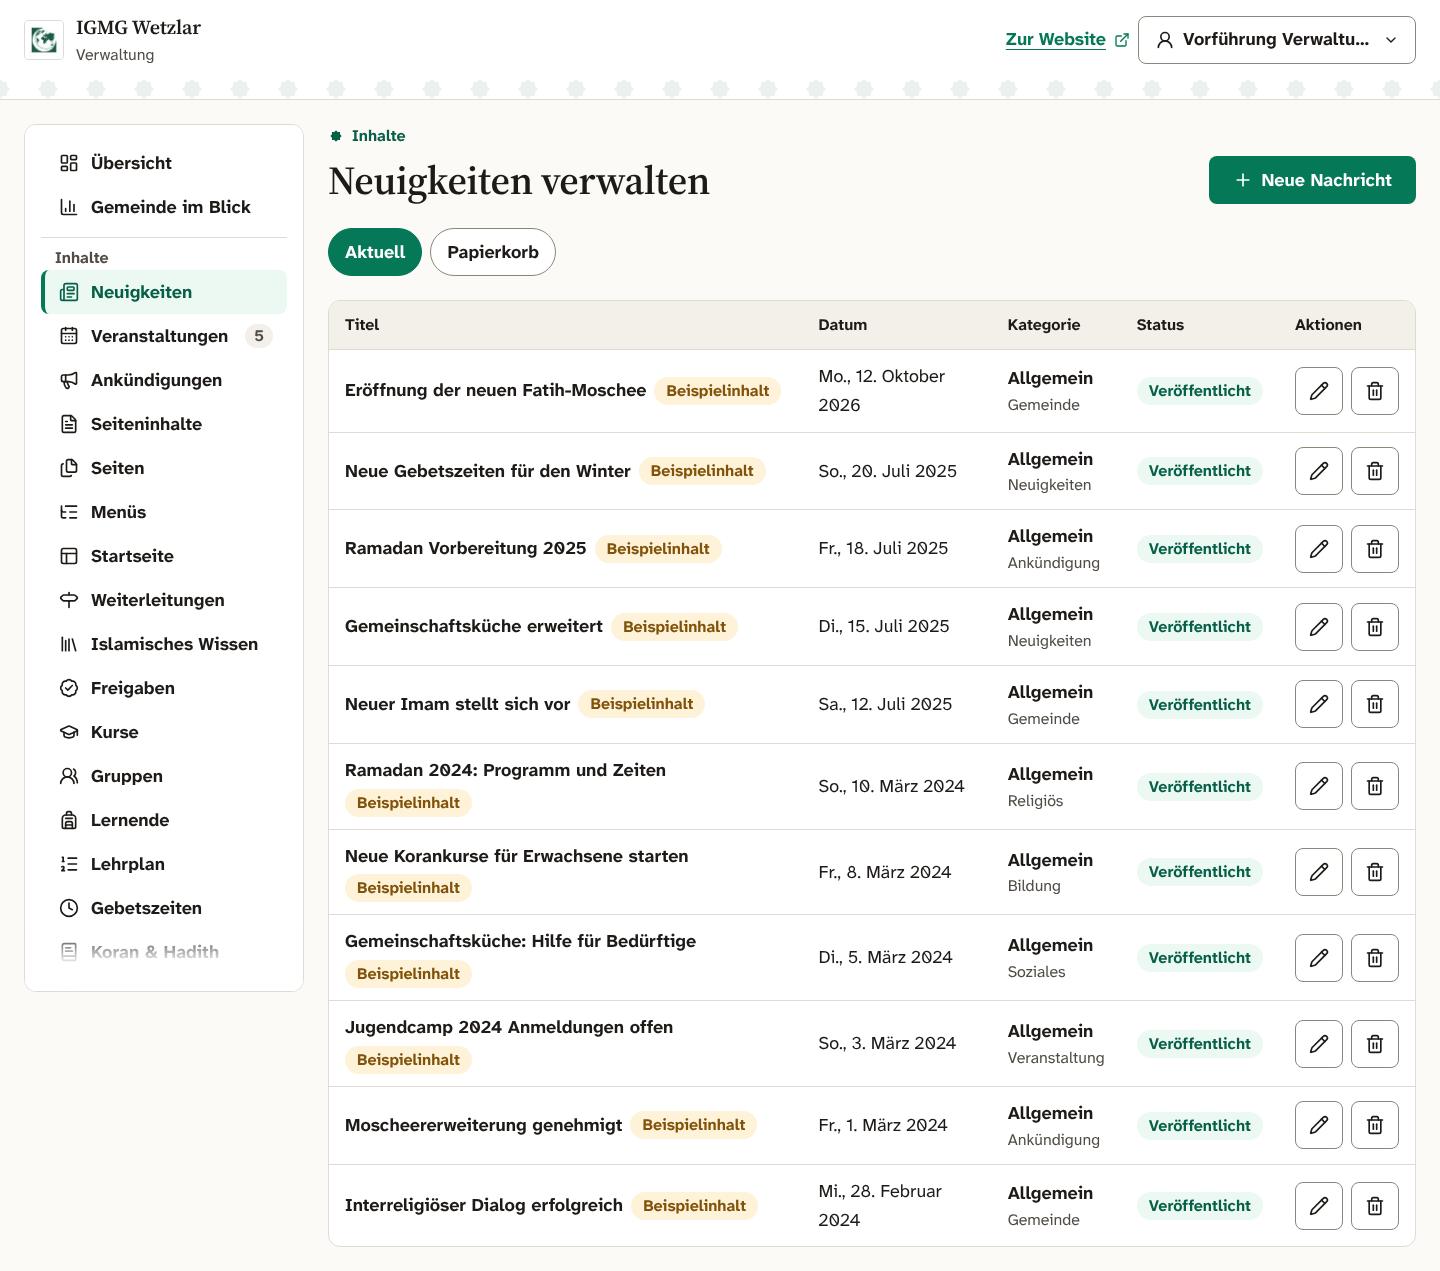 IGMG Wetzlar
Verwaltung
Zur Website
Vorführung Verwaltu...
Übersicht
Gemeinde im Blick
Inhalte
Neuigkeiten
Veranstaltungen 5
Ankündigungen
Seiteninhalte
Seiten
Menüs
Startseite
Weiterleitungen
Islamisches Wissen
Freigaben
Kurse
Gruppen
Lernende
Lehrplan
Gebetszeiten
Koran & Hadith
Inhalte
Neuigkeiten verwalten
Neue Nachricht
Aktuell
Papierkorb
Titel Datum Kategorie Status Aktionen
Eröffnung der neuen Fatih-Moschee Beispielinhalt
Mo., 12. Oktober
2026
Allgemein
Gemeinde
Veröffentlicht
Neue Gebetszeiten für den Winter Beispielinhalt
So., 20. Juli 2025
Allgemein
Neuigkeiten
Veröffentlicht
Ramadan Vorbereitung 2025 Beispielinhalt
Fr., 18. Juli 2025
Allgemein
Ankündigung
Veröffentlicht
Gemeinschaftsküche erweitert Beispielinhalt
Di., 15. Juli 2025
Allgemein
Neuigkeiten
Veröffentlicht
Neuer Imam stellt sich vor Beispielinhalt
Sa., 12. Juli 2025
Allgemein
Gemeinde
Veröffentlicht
Ramadan 2024: Programm und Zeiten
Beispielinhalt
So., 10. März 2024
Allgemein
Religiös
Veröffentlicht
Neue Korankurse für Erwachsene starten
Beispielinhalt
Fr., 8. März 2024
Allgemein
Bildung
Veröffentlicht
Gemeinschaftsküche: Hilfe für Bedürftige
Beispielinhalt
Di., 5. März 2024
Allgemein
Soziales
Veröffentlicht
Jugendcamp 2024 Anmeldungen offen
Beispielinhalt
So., 3. März 2024
Allgemein
Veranstaltung
Veröffentlicht
Moscheererweiterung genehmigt Beispielinhalt
Fr., 1. März 2024
Allgemein
Ankündigung
Veröffentlicht
Interreligiöser Dialog erfolgreich Beispielinhalt
Mi., 28. Februar
2024
Allgemein
Gemeinde
Veröffentlicht